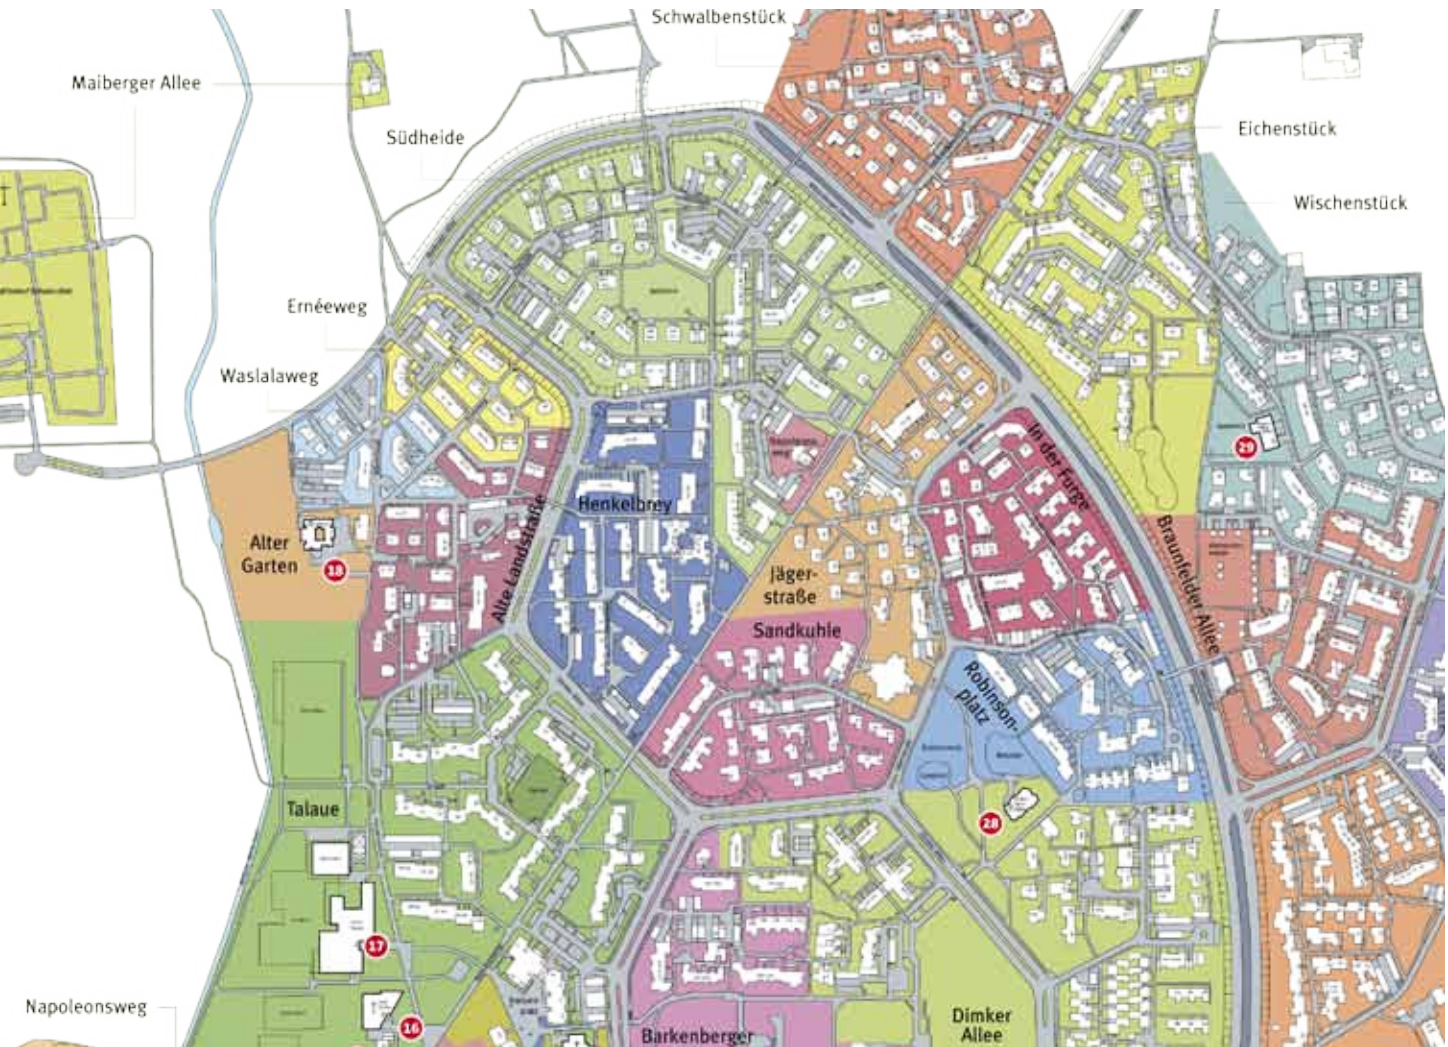 Schwalbenstück
Maiberger Allee
Eichenstück
Südheide
Wischenstück
Ernéeweg
Waslalaweg
In der Furge
29
Henkelbrey
Alte Landstraße
Alter
Garten
18
Braunfelder Allee
Jäger-
straße
Sandkuhle
Robinson-
platz
Talaue
28
17
Napoleonsweg
16
Dimker
Allee
Barkenberger